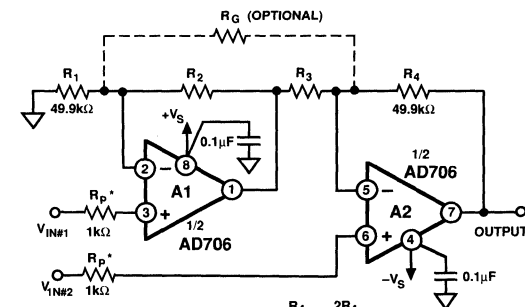 R_G (OPTIONAL)
R_1
R_2
R_3
R_4
49.9kΩ
49.9kΩ
+V_S
0.1μF
1/2
AD706
2
−
8
A1
1
5
−
A2
7
R_P*
3
+
1/2
AD706
6
+
4
OUTPUT
V_IN#1
1kΩ
R_P*
−V_S
0.1μF
V_IN#2
1kΩ